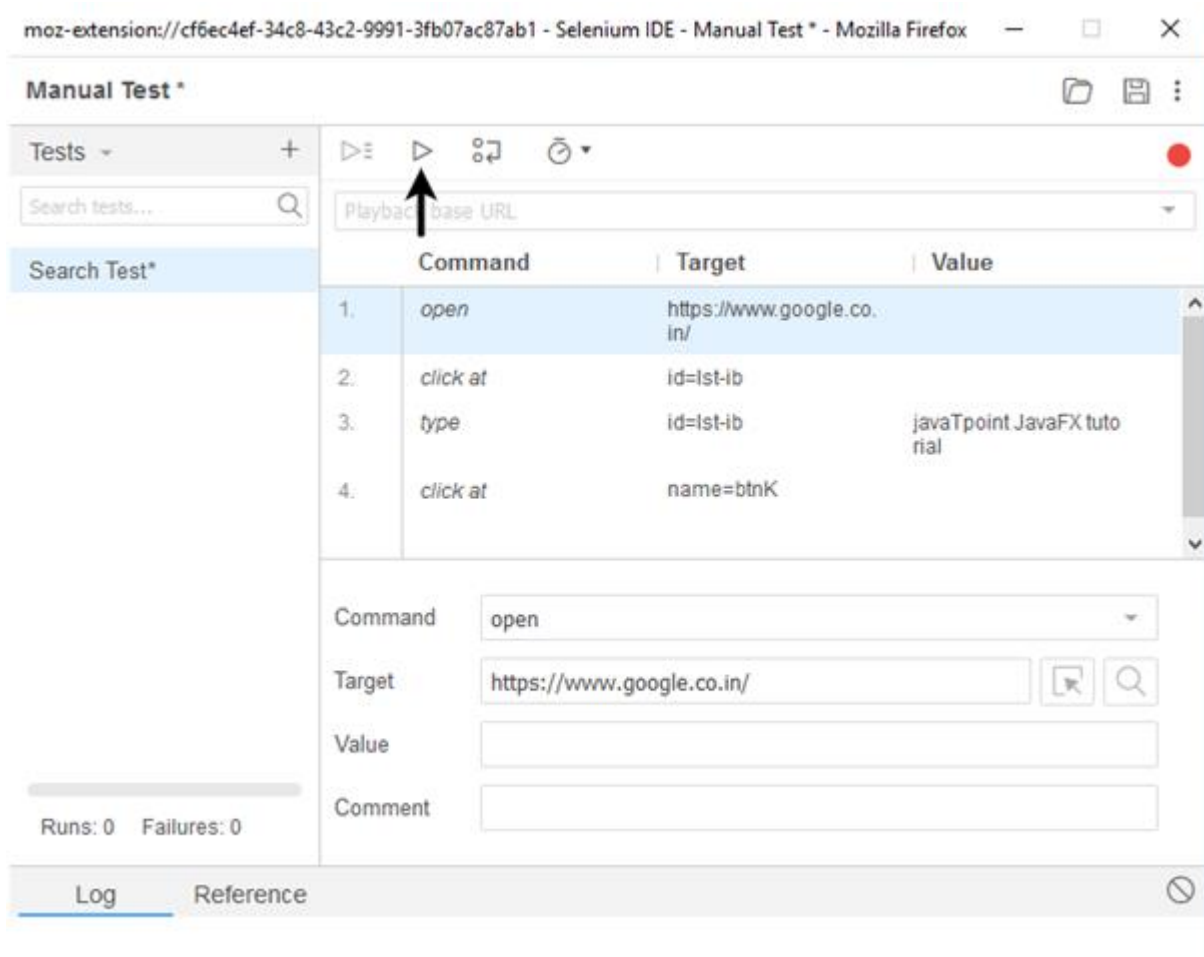 moz-extension://cf6ec4ef-34c8-43c2-9991-3fb07ac87ab1 - Selenium IDE - Manual Test * - Mozilla Firefox
Manual Test *
Tests
Search tests...
Playback base URL
Command Target Value
Search Test*
1. open https://www.google.co.
in/
2. click at id=lst-ib
3. type id=lst-ib javaTpoint JavaFX tuto
rial
4. click at name=btnK
Command open
Target https://www.google.co.in/
Value
Comment
Runs: 0 Failures: 0
Log Reference